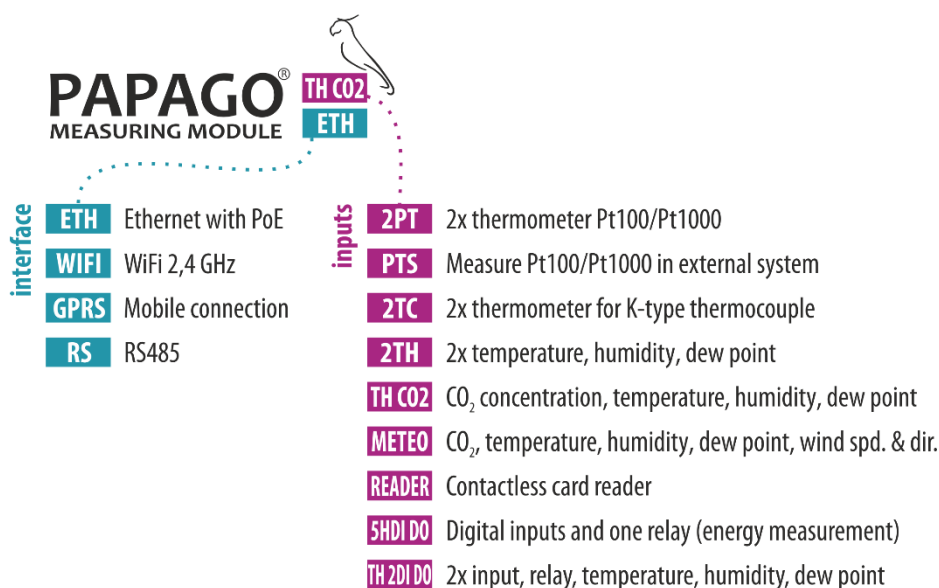 PAPAGO® TH CO2
MEASURING MODULE ETH
interface
ETH Ethernet with PoE
WIFI WiFi 2,4 GHz
GPRS Mobile connection
RS RS485
inputs
2PT 2x thermometer Pt100/Pt1000
PTS Measure Pt100/Pt1000 in external system
2TC 2x thermometer for K-type thermocouple
2TH 2x temperature, humidity, dew point
TH CO2 CO₂ concentration, temperature, humidity, dew point
METEO CO₂, temperature, humidity, dew point, wind spd. & dir.
READER Contactless card reader
5HDI DO Digital inputs and one relay (energy measurement)
TH 2DI DO 2x input, relay, temperature, humidity, dew point